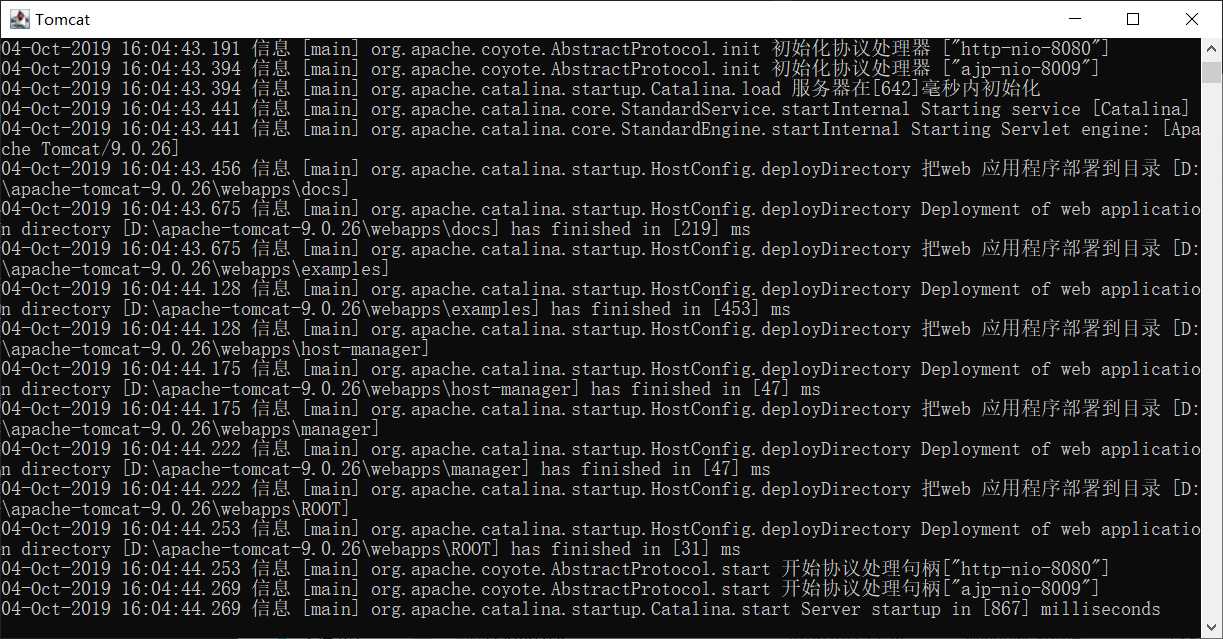 Tomcat
04-Oct-2019 16:04:43.191 信息 [main] org.apache.coyote.AbstractProtocol.init 初始化协议处理器 ["http-nio-8080"]
04-Oct-2019 16:04:43.394 信息 [main] org.apache.coyote.AbstractProtocol.init 初始化协议处理器 ["ajp-nio-8009"]
04-Oct-2019 16:04:43.394 信息 [main] org.apache.catalina.startup.Catalina.load 服务器在[642]毫秒内初始化
04-Oct-2019 16:04:43.441 信息 [main] org.apache.catalina.core.StandardService.startInternal Starting service [Catalina]
04-Oct-2019 16:04:43.441 信息 [main] org.apache.catalina.core.StandardEngine.startInternal Starting Servlet engine: [Apa
che Tomcat/9.0.26]
04-Oct-2019 16:04:43.456 信息 [main] org.apache.catalina.startup.HostConfig.deployDirectory 把web 应用程序部署到目录 [D:
\apache-tomcat-9.0.26\webapps\docs]
04-Oct-2019 16:04:43.675 信息 [main] org.apache.catalina.startup.HostConfig.deployDirectory Deployment of web applicatio
n directory [D:\apache-tomcat-9.0.26\webapps\docs] has finished in [219] ms
04-Oct-2019 16:04:43.675 信息 [main] org.apache.catalina.startup.HostConfig.deployDirectory 把web 应用程序部署到目录 [D:
\apache-tomcat-9.0.26\webapps\examples]
04-Oct-2019 16:04:44.128 信息 [main] org.apache.catalina.startup.HostConfig.deployDirectory Deployment of web applicatio
n directory [D:\apache-tomcat-9.0.26\webapps\examples] has finished in [453] ms
04-Oct-2019 16:04:44.128 信息 [main] org.apache.catalina.startup.HostConfig.deployDirectory 把web 应用程序部署到目录 [D:
\apache-tomcat-9.0.26\webapps\host-manager]
04-Oct-2019 16:04:44.175 信息 [main] org.apache.catalina.startup.HostConfig.deployDirectory Deployment of web applicatio
n directory [D:\apache-tomcat-9.0.26\webapps\host-manager] has finished in [47] ms
04-Oct-2019 16:04:44.175 信息 [main] org.apache.catalina.startup.HostConfig.deployDirectory 把web 应用程序部署到目录 [D:
\apache-tomcat-9.0.26\webapps\manager]
04-Oct-2019 16:04:44.222 信息 [main] org.apache.catalina.startup.HostConfig.deployDirectory Deployment of web applicatio
n directory [D:\apache-tomcat-9.0.26\webapps\manager] has finished in [47] ms
04-Oct-2019 16:04:44.222 信息 [main] org.apache.catalina.startup.HostConfig.deployDirectory 把web 应用程序部署到目录 [D:
\apache-tomcat-9.0.26\webapps\ROOT]
04-Oct-2019 16:04:44.253 信息 [main] org.apache.catalina.startup.HostConfig.deployDirectory Deployment of web applicatio
n directory [D:\apache-tomcat-9.0.26\webapps\ROOT] has finished in [31] ms
04-Oct-2019 16:04:44.253 信息 [main] org.apache.coyote.AbstractProtocol.start 开始协议处理句柄["http-nio-8080"]
04-Oct-2019 16:04:44.269 信息 [main] org.apache.coyote.AbstractProtocol.start 开始协议处理句柄["ajp-nio-8009"]
04-Oct-2019 16:04:44.269 信息 [main] org.apache.catalina.startup.Catalina.start Server startup in [867] milliseconds